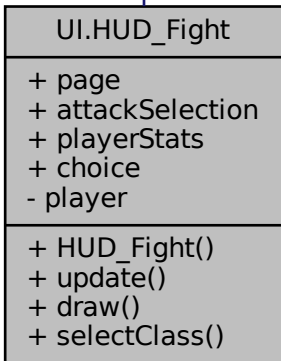 UI.HUD_Fight
+ page
+ attackSelection
+ playerStats
+ choice
- player
+ HUD_Fight()
+ update()
+ draw()
+ selectClass()